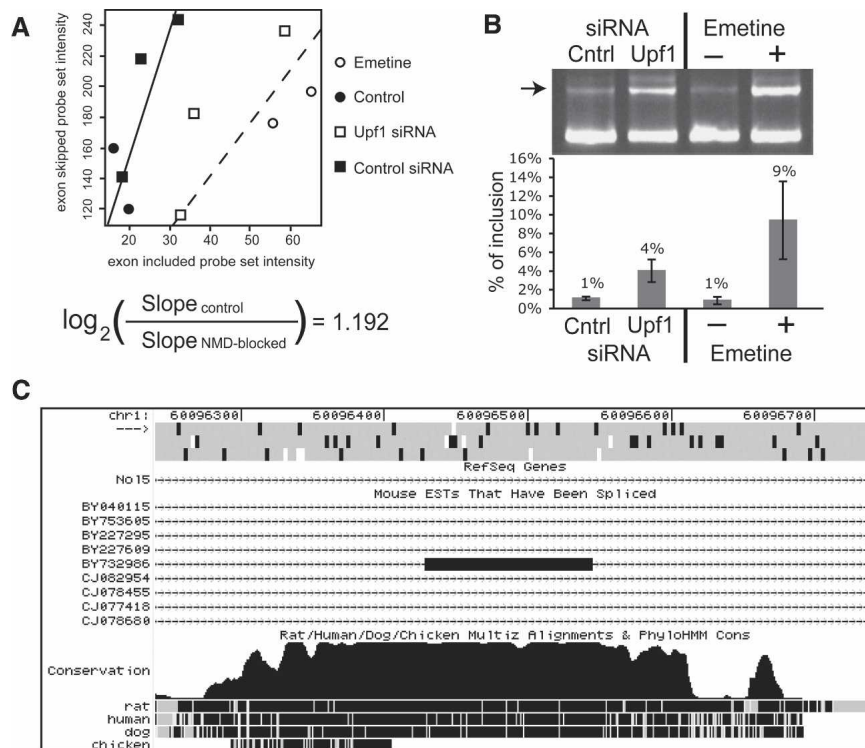 A
exon skipped probe set intensity
240
220
200
180
160
140
120
20 30 40 50 60
exon included probe set intensity
Emetine
Control
Upf1 siRNA
Control siRNA
log2(Slope control / Slope NMD-blocked) = 1.192
B
siRNA Emetine
Cntrl Upf1 – +
% of inclusion
16%
14%
12%
10%
8%
6%
4%
2%
0%
1% 4% 1% 9%
Cntrl Upf1 – +
siRNA Emetine
C
chr1: 60096300 60096400 60096500 60096600 60096700
--->
RefSeq Genes
Nol5
Mouse ESTs That Have Been Spliced
BY040115
BY753605
BY227295
BY227609
BY732986
CJ082954
CJ078455
CJ077418
CJ078680
Rat/Human/Dog/Chicken Multiz Alignments & PhyloHMM Cons
Conservation
rat
human
dog
chicken